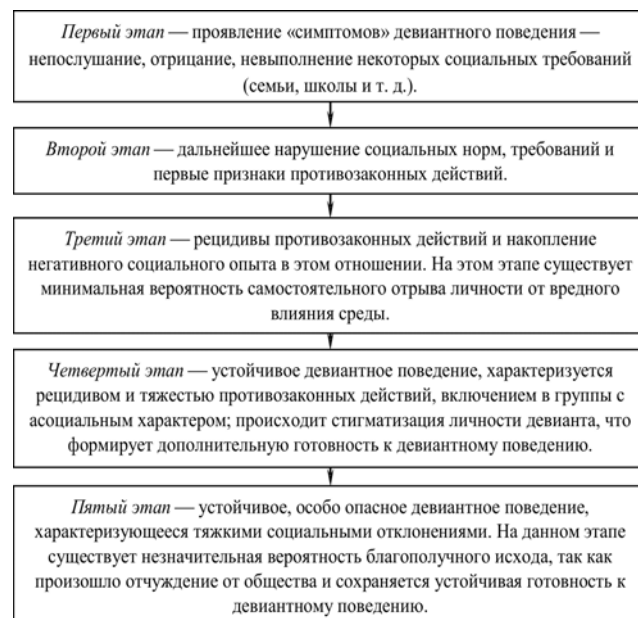 Первый этап — проявление «симптомов» девиантного поведения —
непослушание, отрицание, невыполнение некоторых социальных требований
(семьи, школы и т. д.).
Второй этап — дальнейшее нарушение социальных норм, требований и
первые признаки противозаконных действий.
Третий этап — рецидивы противозаконных действий и накопление
негативного социального опыта в этом отношении. На этом этапе существует
минимальная вероятность самостоятельного отрыва личности от вредного
влияния среды.
Четвертый этап — устойчивое девиантное поведение, характеризуется
рецидивом и тяжестью противозаконных действий, включением в группы с
асоциальным характером; происходит стигматизация личности девианта, что
формирует дополнительную готовность к девиантному поведению.
Пятый этап — устойчивое, особо опасное девиантное поведение,
характеризующееся тяжкими социальными отклонениями. На данном этапе
существует незначительная вероятность благополучного исхода, так как
произошло отчуждение от общества и сохраняется устойчивая готовность к
девиантному поведению.